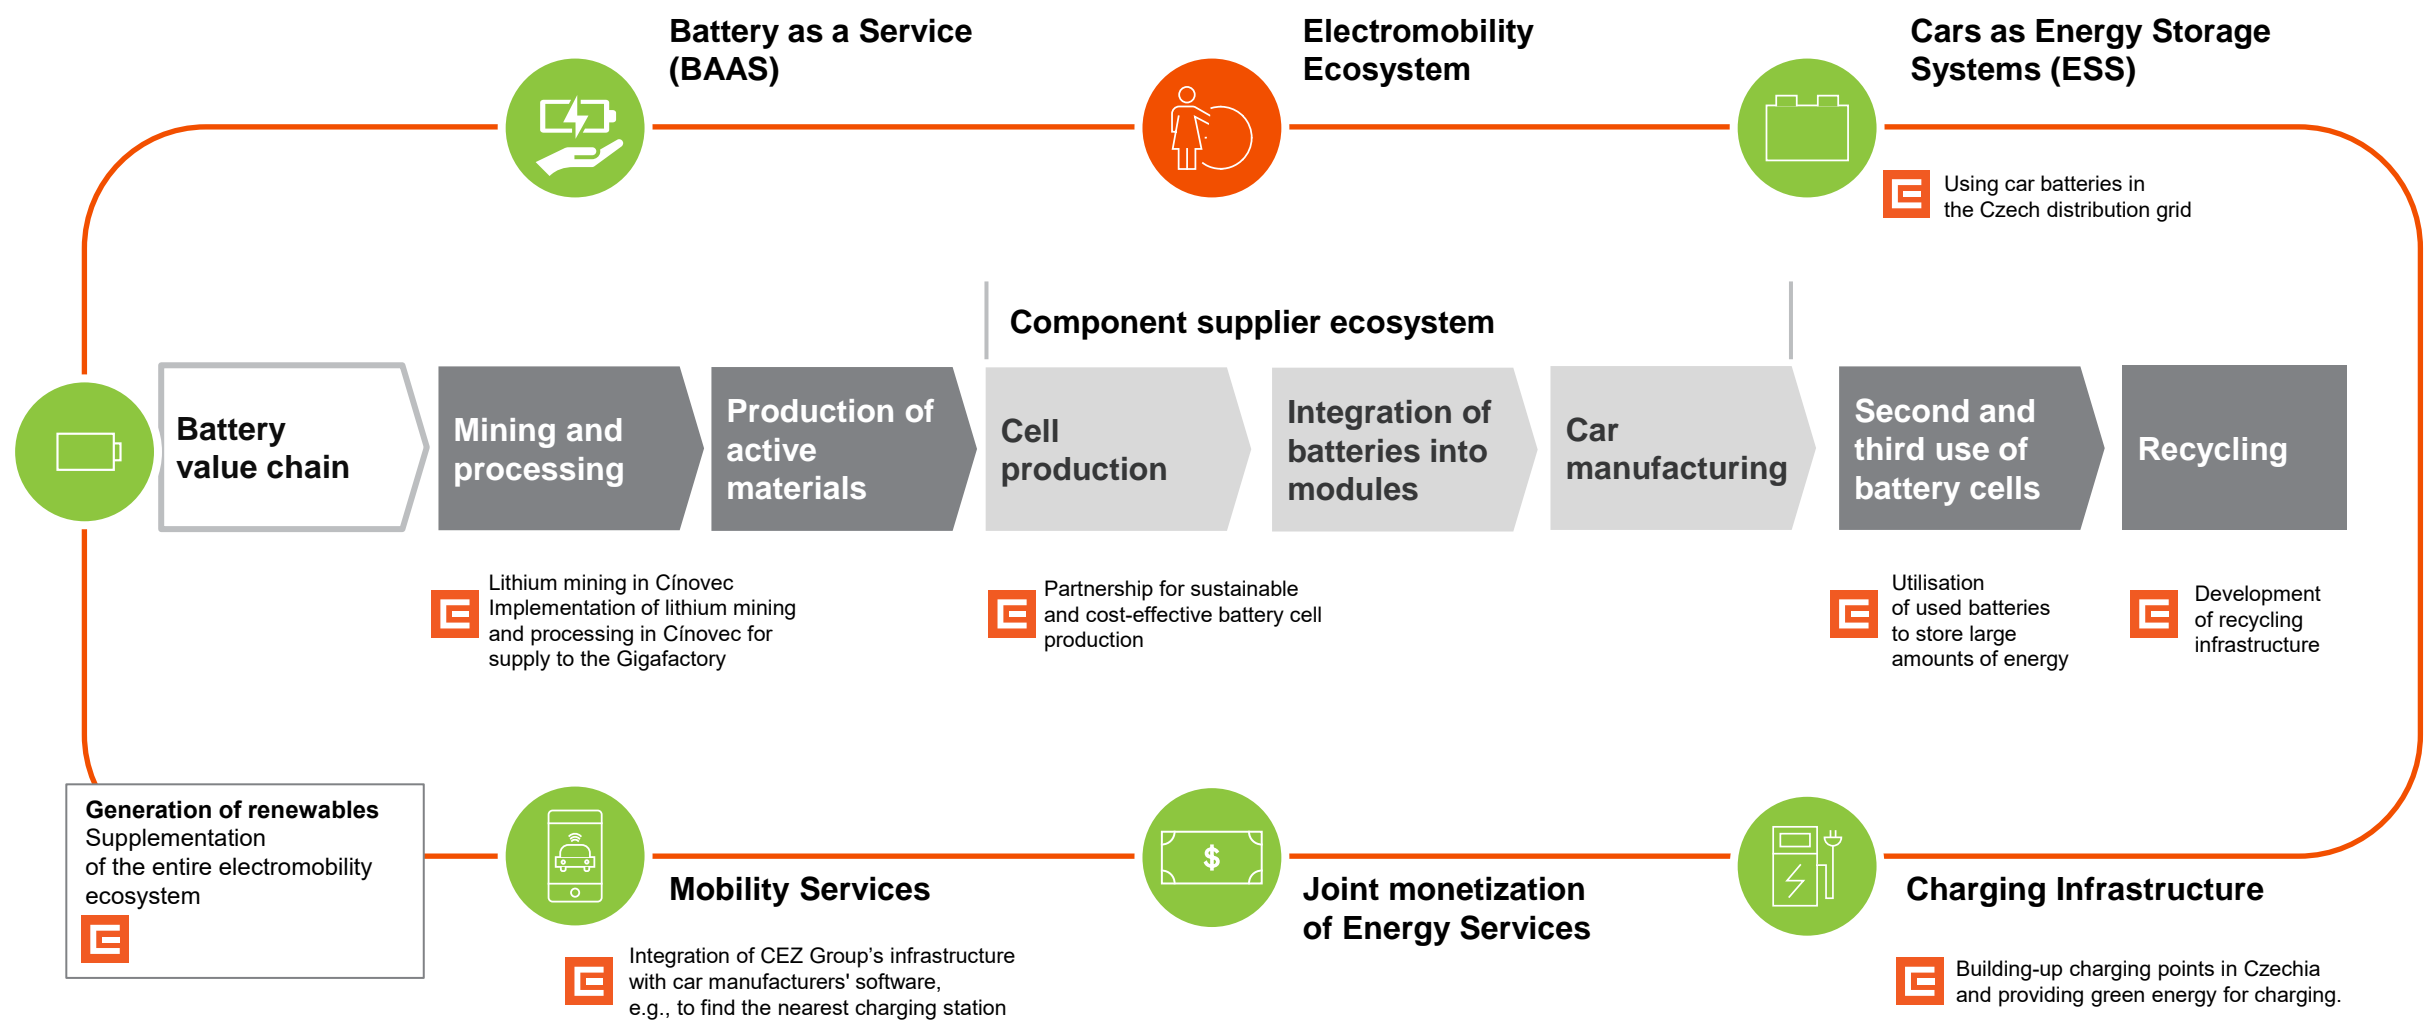 Battery as a Service
(BAAS)
Electromobility
Ecosystem
Cars as Energy Storage
Systems (ESS)
Using car batteries in
the Czech distribution grid
Component supplier ecosystem
Battery
value chain
Mining and
processing
Production of
active
materials
Cell
production
Integration of
batteries into
modules
Car
manufacturing
Second and
third use of
battery cells
Recycling
Lithium mining in Cínovec
Implementation of lithium mining
and processing in Cínovec for
supply to the Gigafactory
Partnership for sustainable
and cost-effective battery cell
production
Utilisation
of used batteries
to store large
amounts of energy
Development
of recycling
infrastructure
Generation of renewables
Supplementation
of the entire electromobility
ecosystem
Mobility Services
Integration of CEZ Group’s infrastructure
with car manufacturers' software,
e.g., to find the nearest charging station
$
Joint monetization
of Energy Services
Charging Infrastructure
Building-up charging points in Czechia
and providing green energy for charging.